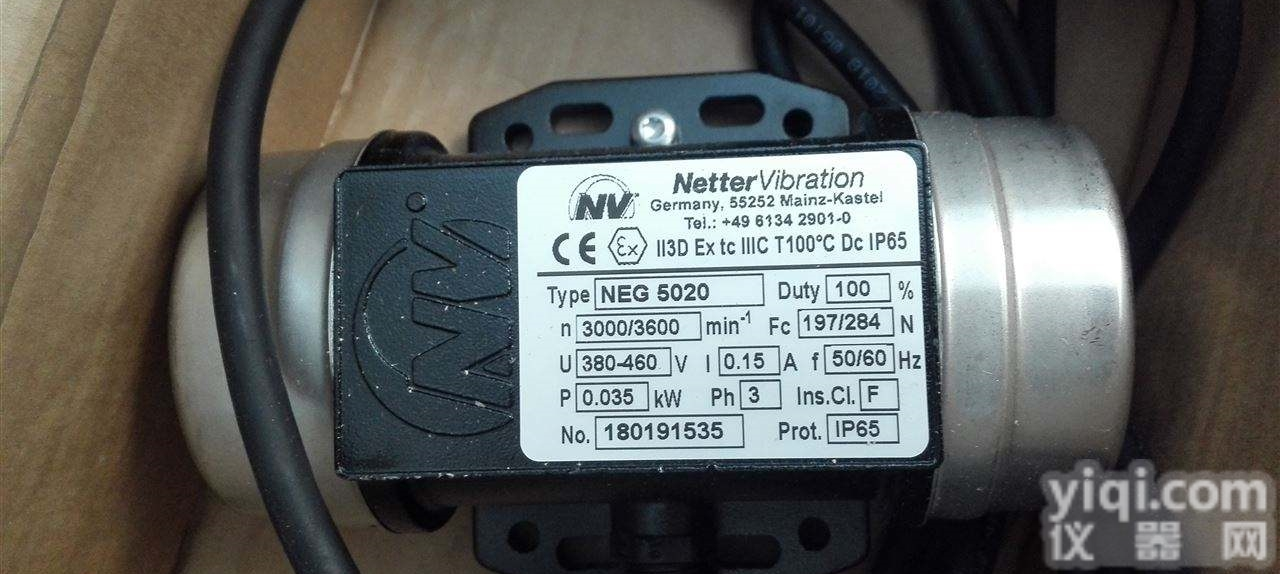 NV
NetterVibration
Germany, 55252 Mainz-Kastel
Tel.: +49 6134 2901-0
CE Ex II3D Ex tc IIIC T100°C Dc IP65
Type NEG 5020 Duty 100 %
n 3000/3600 min-1 Fc 197/284 N
U 380-460 V I 0.15 A f 50/60 Hz
P 0.035 kW Ph 3 Ins.Cl. F
No. 180191535 Prot. IP65
NV
yiqi.com
仪器网